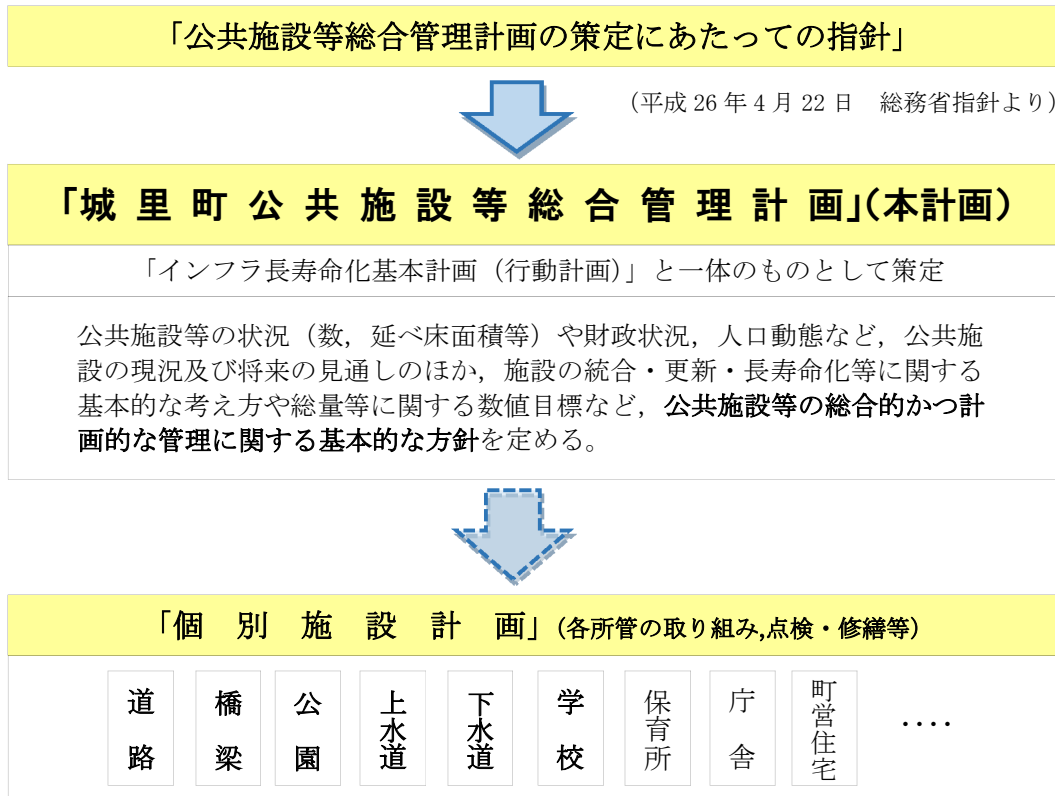 「公共施設等総合管理計画の策定にあたっての指針」
(平成 26 年 4 月 22 日　総務省指針より)
「城 里 町 公 共 施 設 等 総 合 管 理 計 画」(本計画)
「インフラ長寿命化基本計画（行動計画）」と一体のものとして策定
公共施設等の状況（数，延べ床面積等）や財政状況，人口動態など，公共施
設の現況及び将来の見通しのほか，施設の統合・更新・長寿命化等に関する
基本的な考え方や総量等に関する数値目標など，公共施設等の総合的かつ計
画的な管理に関する基本的な方針を定める。
「個 別 施 設 計 画」(各所管の取り組み,点検・修繕等)
道路
橋梁
公園
上水道
下水道
学校
保育所
庁舎
町営住宅
‥‥